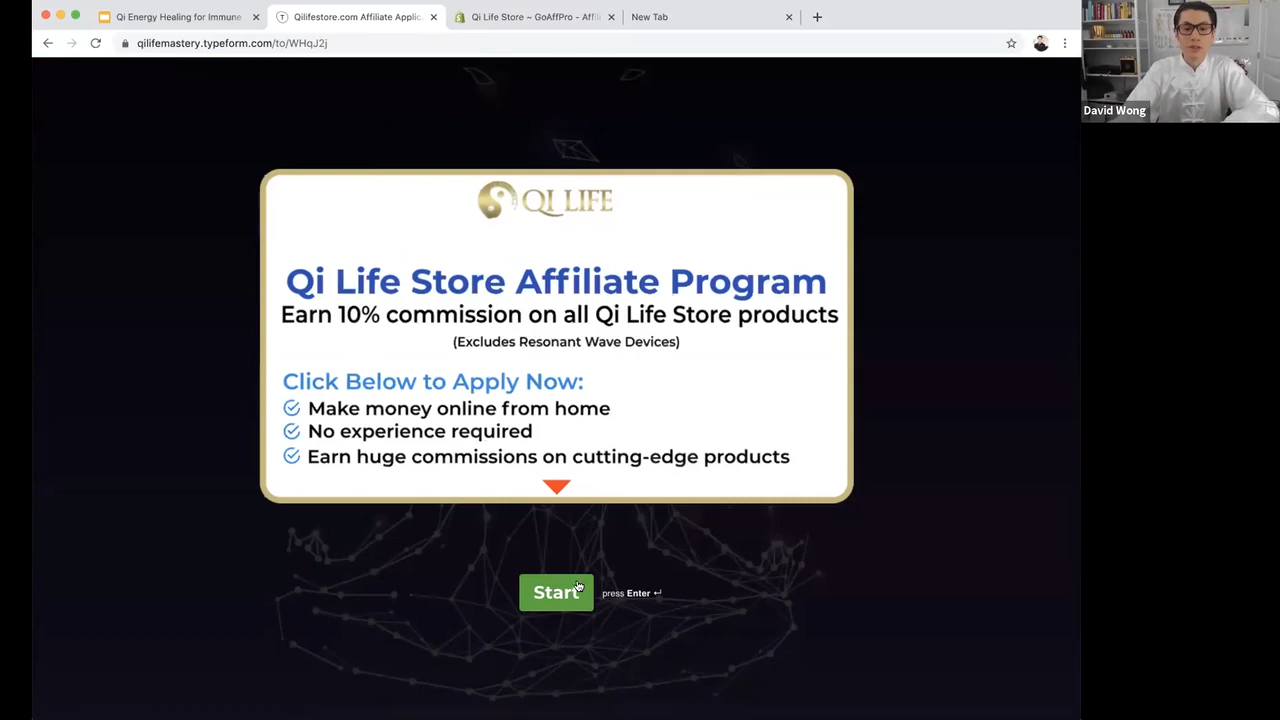 Qi Energy Healing for Immune
Qilifestore.com Affiliate Applic
Qi Life Store ~ GoAffPro - Affili
New Tab
qilifemastery.typeform.com/to/WHqJ2j
David Wong
QI LIFE
Qi Life Store Affiliate Program
Earn 10% commission on all Qi Life Store products
(Excludes Resonant Wave Devices)
Click Below to Apply Now:
Make money online from home
No experience required
Earn huge commissions on cutting-edge products
Start
press Enter ↵